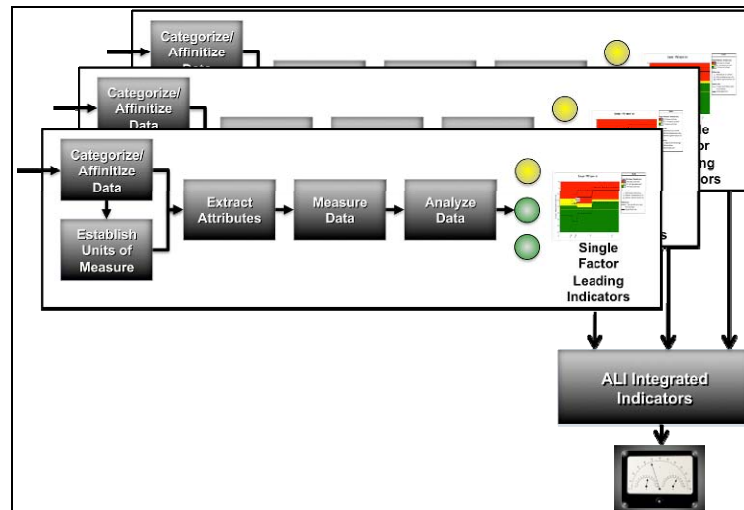 Categorize/
Affinitize
Data
Categorize/
Affinitize
Data
Categorize/
Affinitize
Data
Establish
Units of
Measure
Extract
Attributes
Measure
Data
Analyze
Data
Single
Factor
Leading
Indicators
ALI Integrated
Indicators